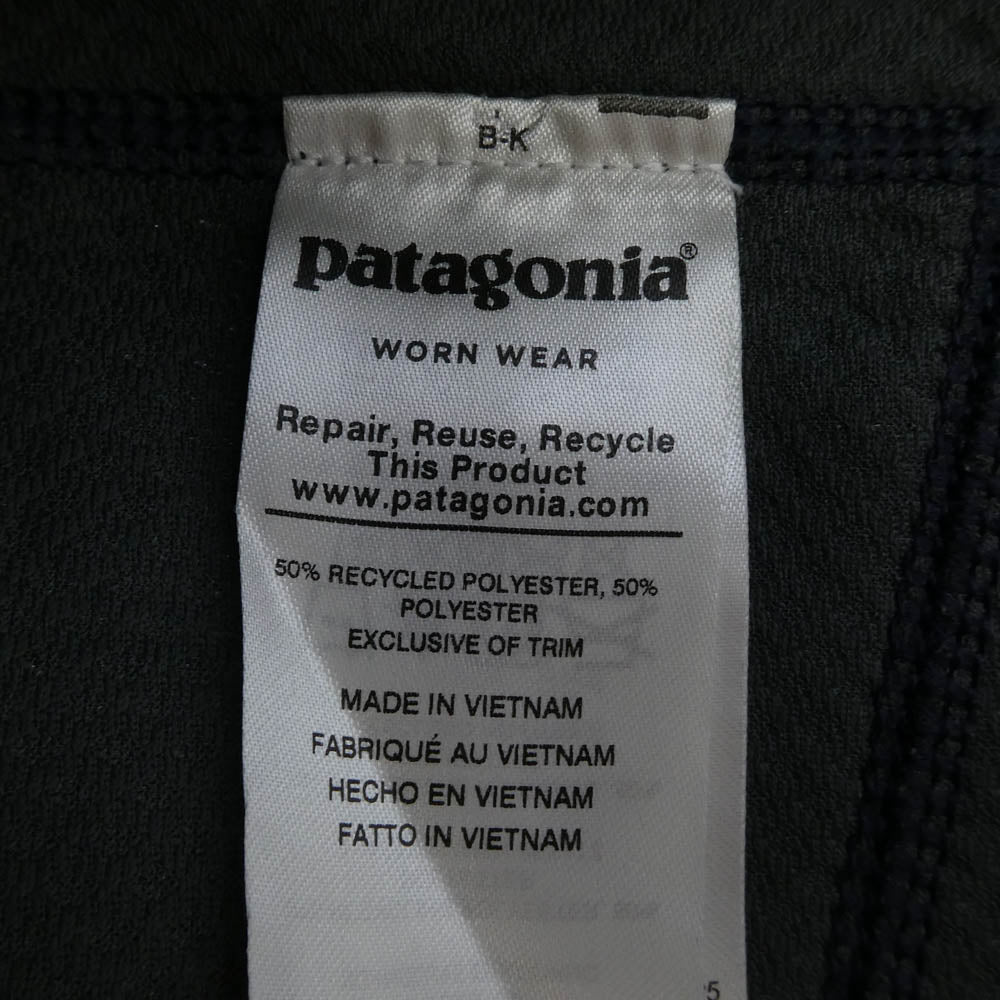 B-K
patagonia®
WORN WEAR
Repair, Reuse, Recycle
This Product
www.patagonia.com
50% RECYCLED POLYESTER, 50%
POLYESTER
EXCLUSIVE OF TRIM
MADE IN VIETNAM
FABRIQUÉ AU VIETNAM
HECHO EN VIETNAM
FATTO IN VIETNAM
5